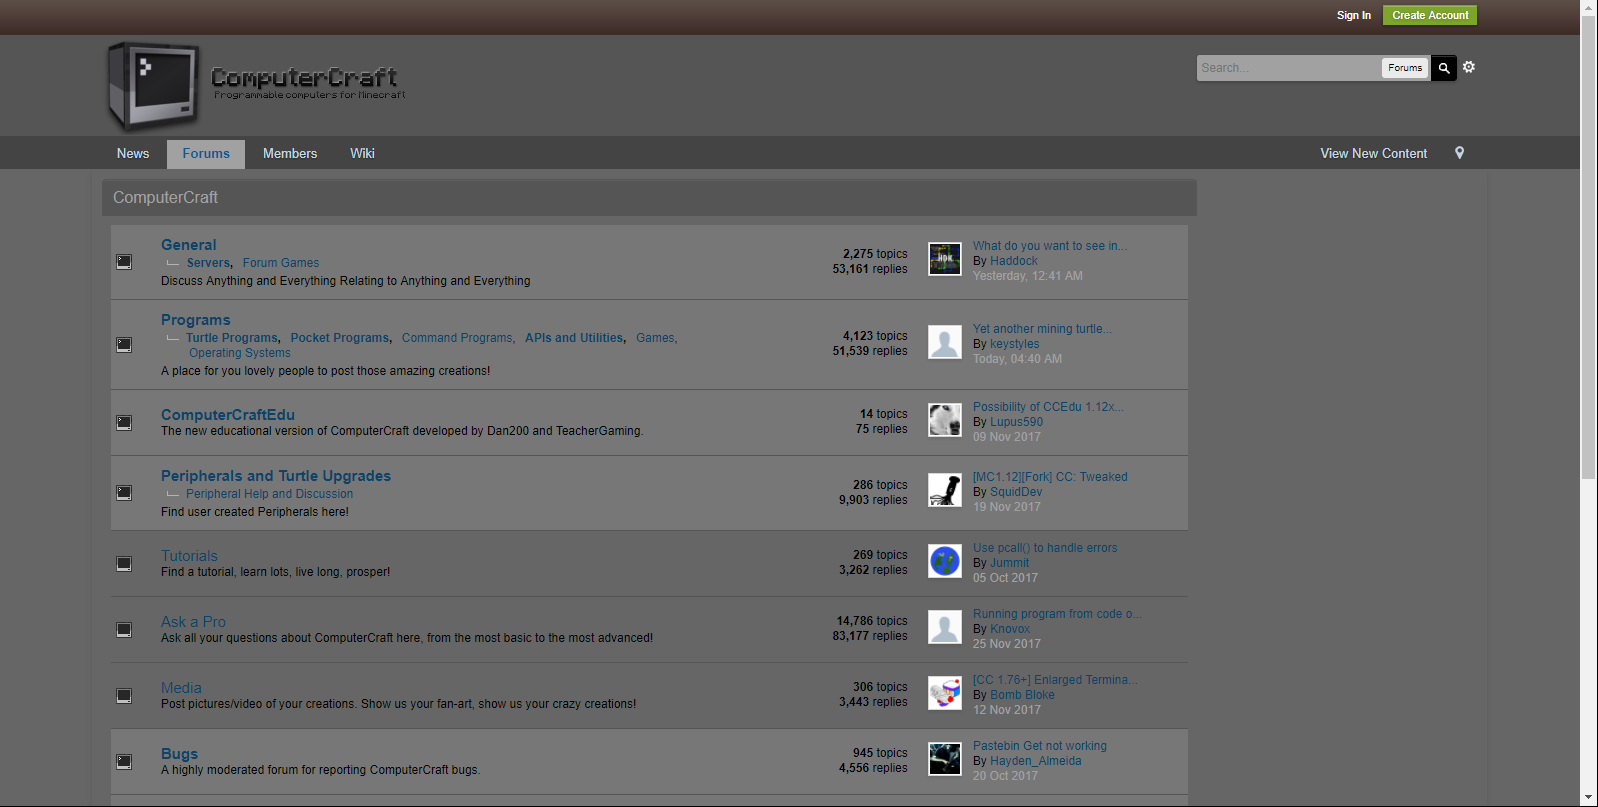 Sign In
Create Account
ComputerCraft
Programmable computers for Minecraft
Search...
Forums
News
Forums
Members
Wiki
View New Content
ComputerCraft
General
Servers, Forum Games
Discuss Anything and Everything Relating to Anything and Everything
2,275 topics
53,161 replies
HDK
What do you want to see in...
By Haddock
Yesterday, 12:41 AM
Programs
Turtle Programs, Pocket Programs, Command Programs, APIs and Utilities, Games,
Operating Systems
A place for you lovely people to post those amazing creations!
4,123 topics
51,539 replies
Yet another mining turtle...
By keystyles
Today, 04:40 AM
ComputerCraftEdu
The new educational version of ComputerCraft developed by Dan200 and TeacherGaming.
14 topics
75 replies
Possibility of CCEdu 1.12x...
By Lupus590
09 Nov 2017
Peripherals and Turtle Upgrades
Peripheral Help and Discussion
Find user created Peripherals here!
286 topics
9,903 replies
[MC1.12][Fork] CC: Tweaked
By SquidDev
19 Nov 2017
Tutorials
Find a tutorial, learn lots, live long, prosper!
269 topics
3,262 replies
Use pcall() to handle errors
By Jummit
05 Oct 2017
Ask a Pro
Ask all your questions about ComputerCraft here, from the most basic to the most advanced!
14,786 topics
83,177 replies
Running program from code o...
By Knovox
25 Nov 2017
Media
Post pictures/video of your creations. Show us your fan-art, show us your crazy creations!
306 topics
3,443 replies
[CC 1.76+] Enlarged Termina...
By Bomb Bloke
12 Nov 2017
Bugs
A highly moderated forum for reporting ComputerCraft bugs.
945 topics
4,556 replies
Pastebin Get not working
By Hayden_Almeida
20 Oct 2017